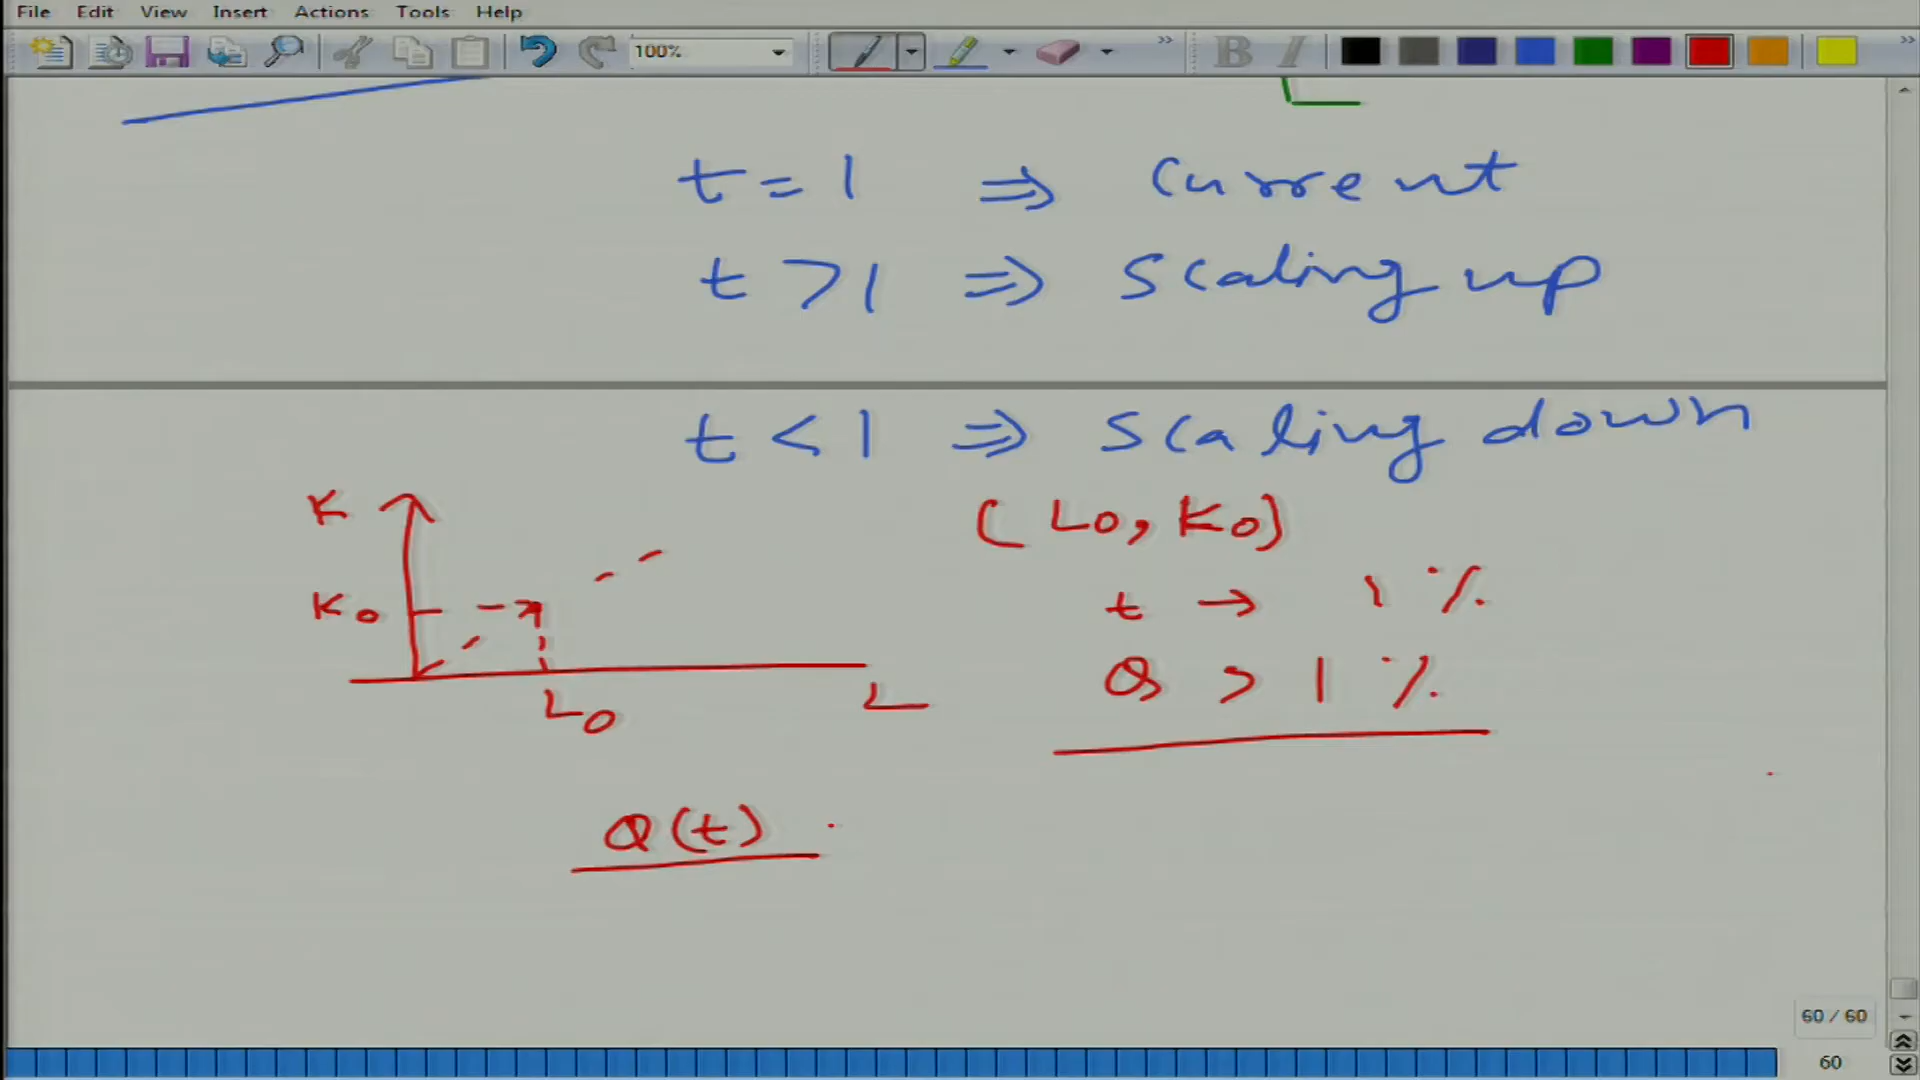 File Edit View Insert Actions Tools Help
100%
B I
t = 1 ⇒ current
t > 1 ⇒ scaling up
t < 1 ⇒ scaling down
K
(L0, K0)
K0
t → 1 %
Q > 1 %
L0
L
Q(t)
60 / 60
60